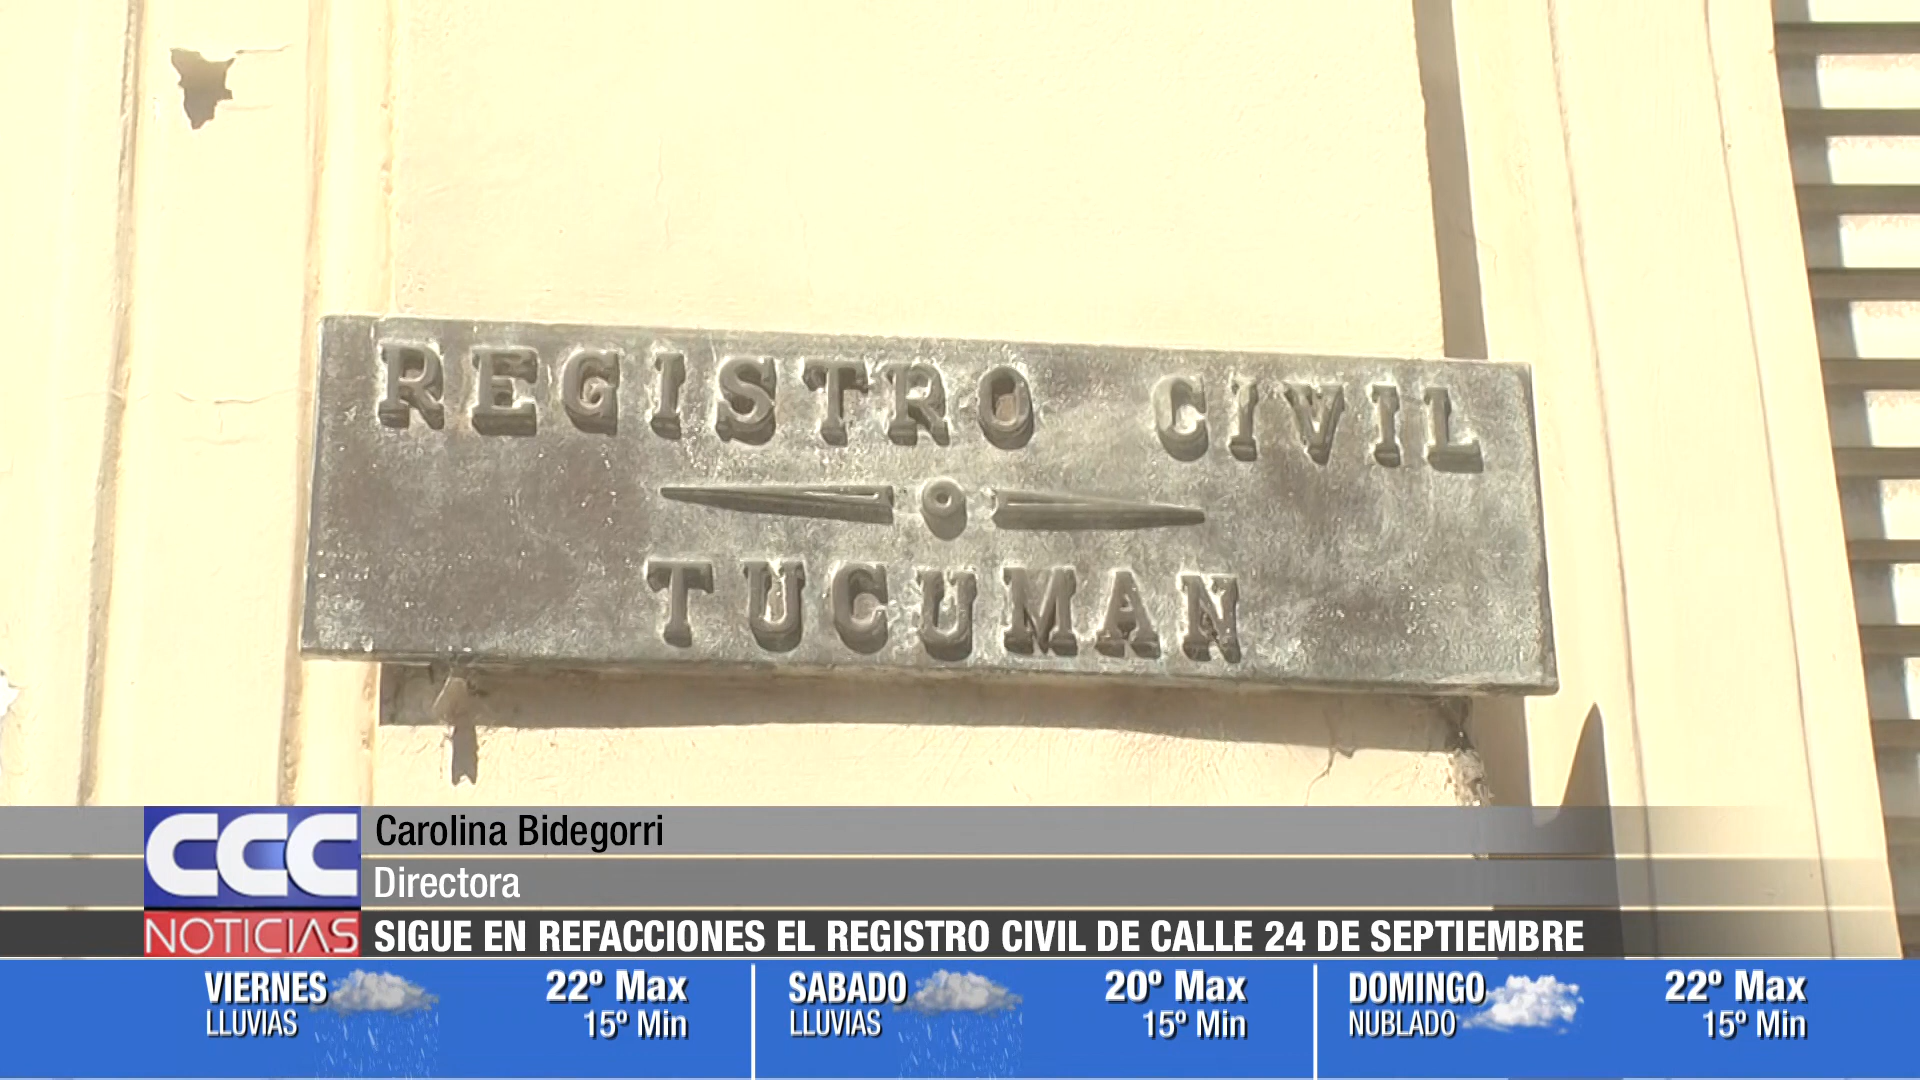 REGISTRO CIVIL
TUCUMAN
CCC
NOTICIAS
Carolina Bidegorri
Directora
SIGUE EN REFACCIONES EL REGISTRO CIVIL DE CALLE 24 DE SEPTIEMBRE
VIERNES
LLUVIAS
22º Max
15º Min
SABADO
LLUVIAS
20º Max
15º Min
DOMINGO
NUBLADO
22º Max
15º Min